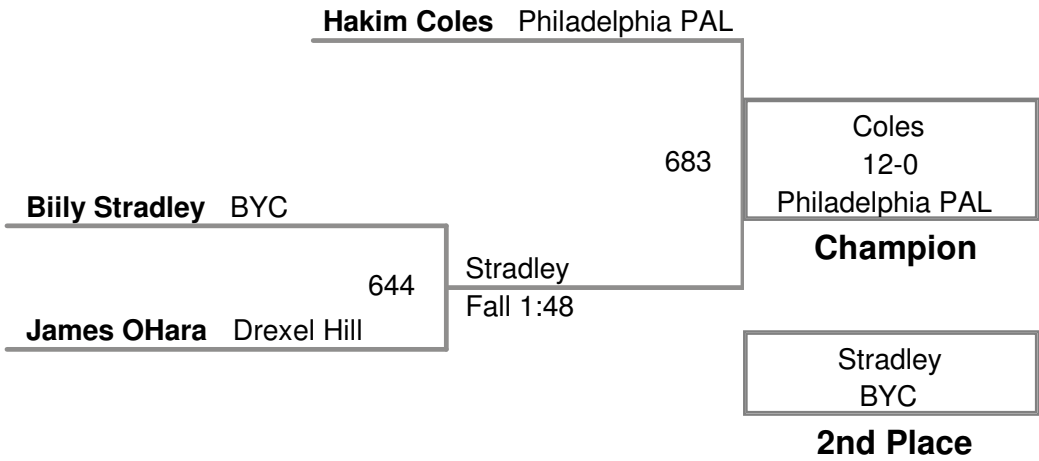 Hakim Coles Philadelphia PAL
683
Coles
12-0
Philadelphia PAL
Champion
Biily Stradley BYC
644
Stradley
Fall 1:48
James OHara Drexel Hill
Stradley
BYC
2nd Place